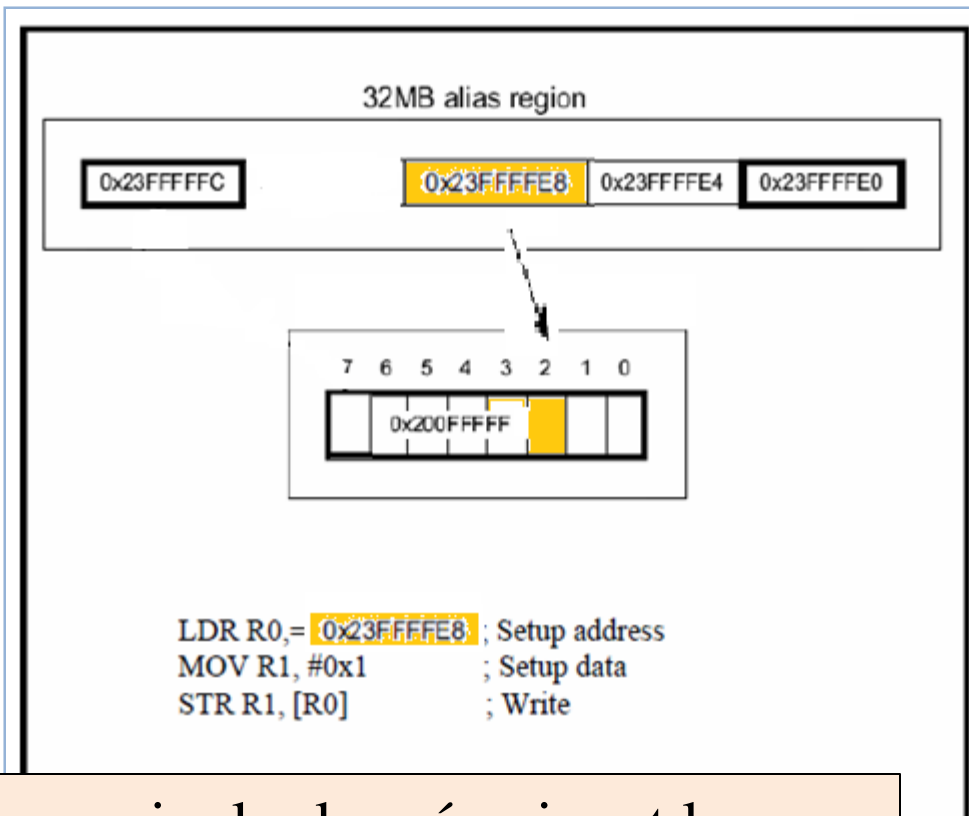 32MB alias region
0x23FFFFFC 0x23FFFFE8 0x23FFFFE4 0x23FFFFE0
7 6 5 4 3 2 1 0
0x200FFFFF
LDR R0,= 0x23FFFFE8 ; Setup address
MOV R1, #0x1 ; Setup data
STR R1, [R0] ; Write